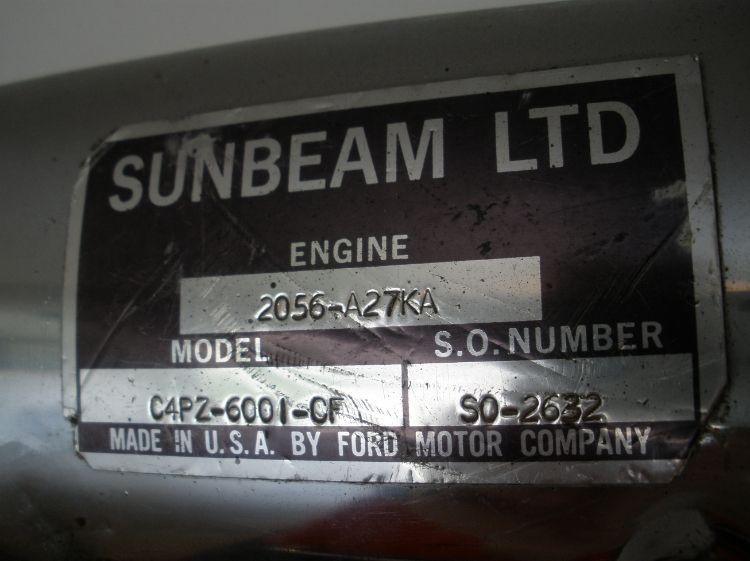 SUNBEAM LTD
ENGINE
2056-A27KA
MODEL S.O. NUMBER
C4PZ-6001-CF SO-2632
MADE IN U.S.A. BY FORD MOTOR COMPANY